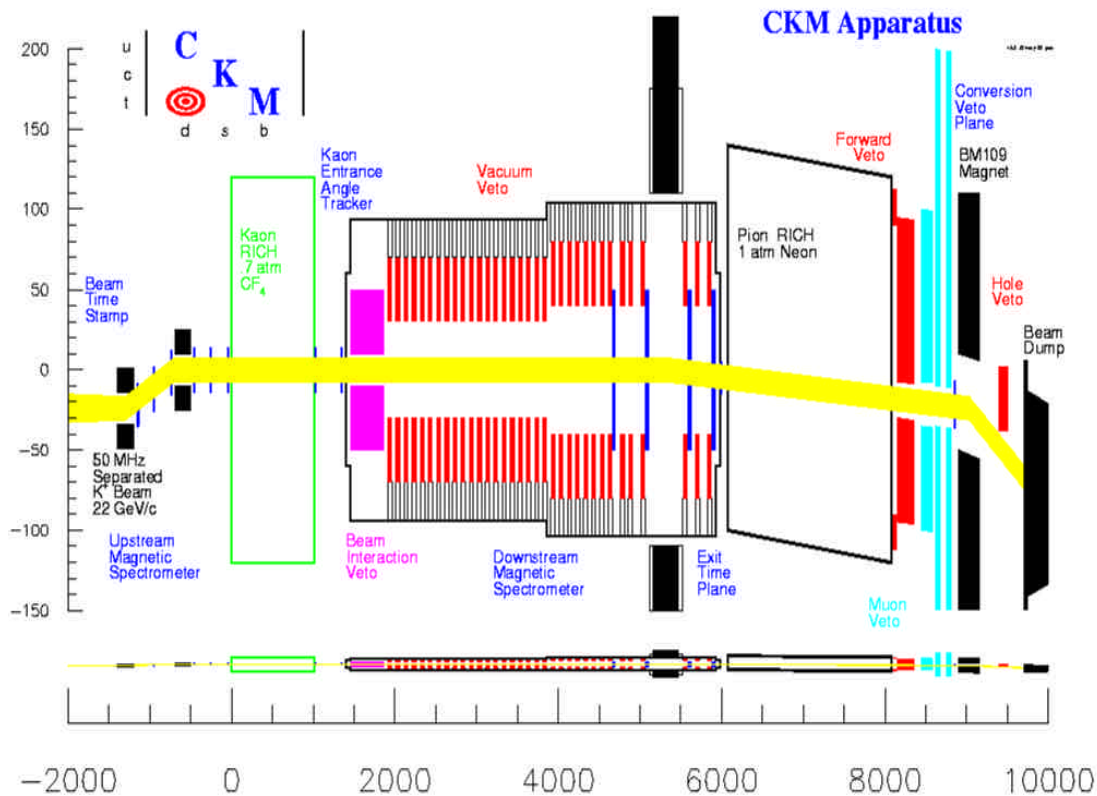 CKM Apparatus
u
c
t
C
K
M
d
s
b
200
150
100
50
0
−50
−100
−150
Beam
Time
Stamp
Kaon
RICH
.7 atm
CF4
Kaon
Entrance
Angle
Tracker
Vacuum
Veto
Pion RICH
1 atm Neon
Forward
Veto
Conversion
Veto
Plane
BM109
Magnet
Hole
Veto
Beam
Dump
50 MHz
Separated
K+ Beam
22 GeV/c
Upstream
Magnetic
Spectrometer
Beam
Interaction
Veto
Downstream
Magnetic
Spectrometer
Exit
Time
Plane
Muon
Veto
−2000
0
2000
4000
6000
8000
10000